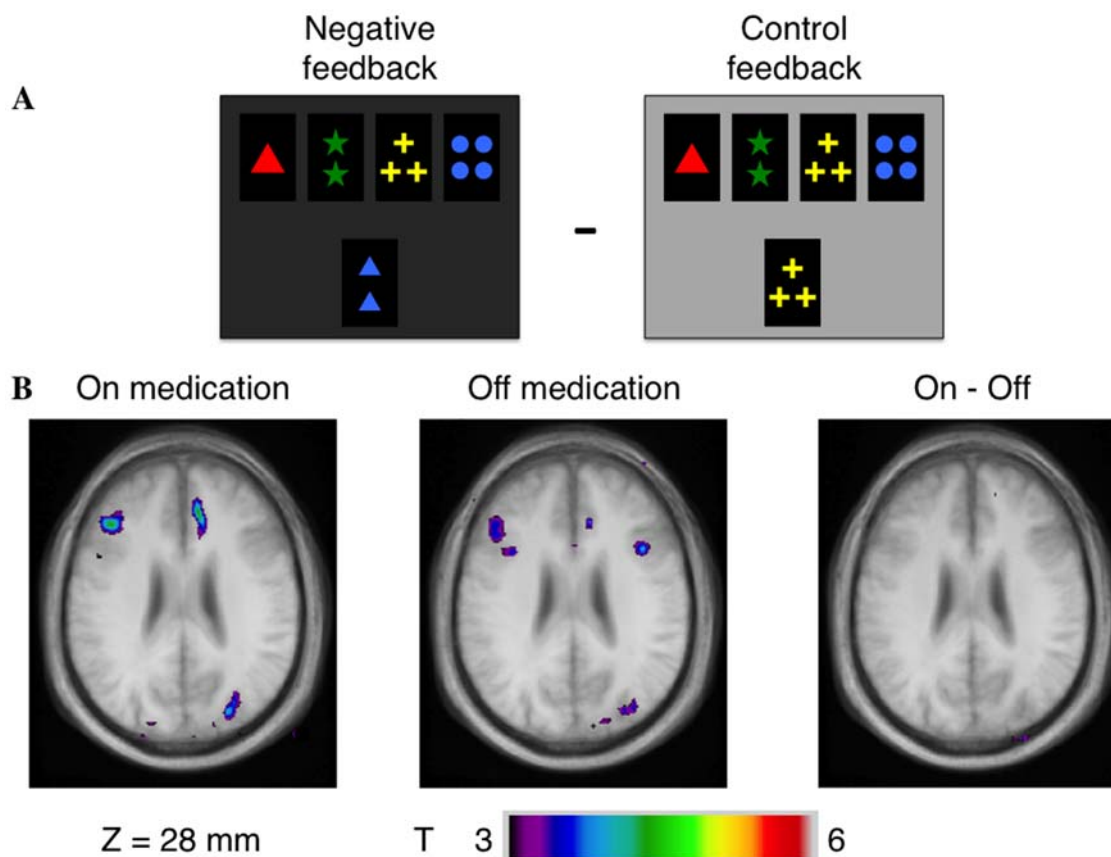 Negative
feedback
Control
feedback
A
-
B
On medication
Off medication
On - Off
Z = 28 mm
T 3 6